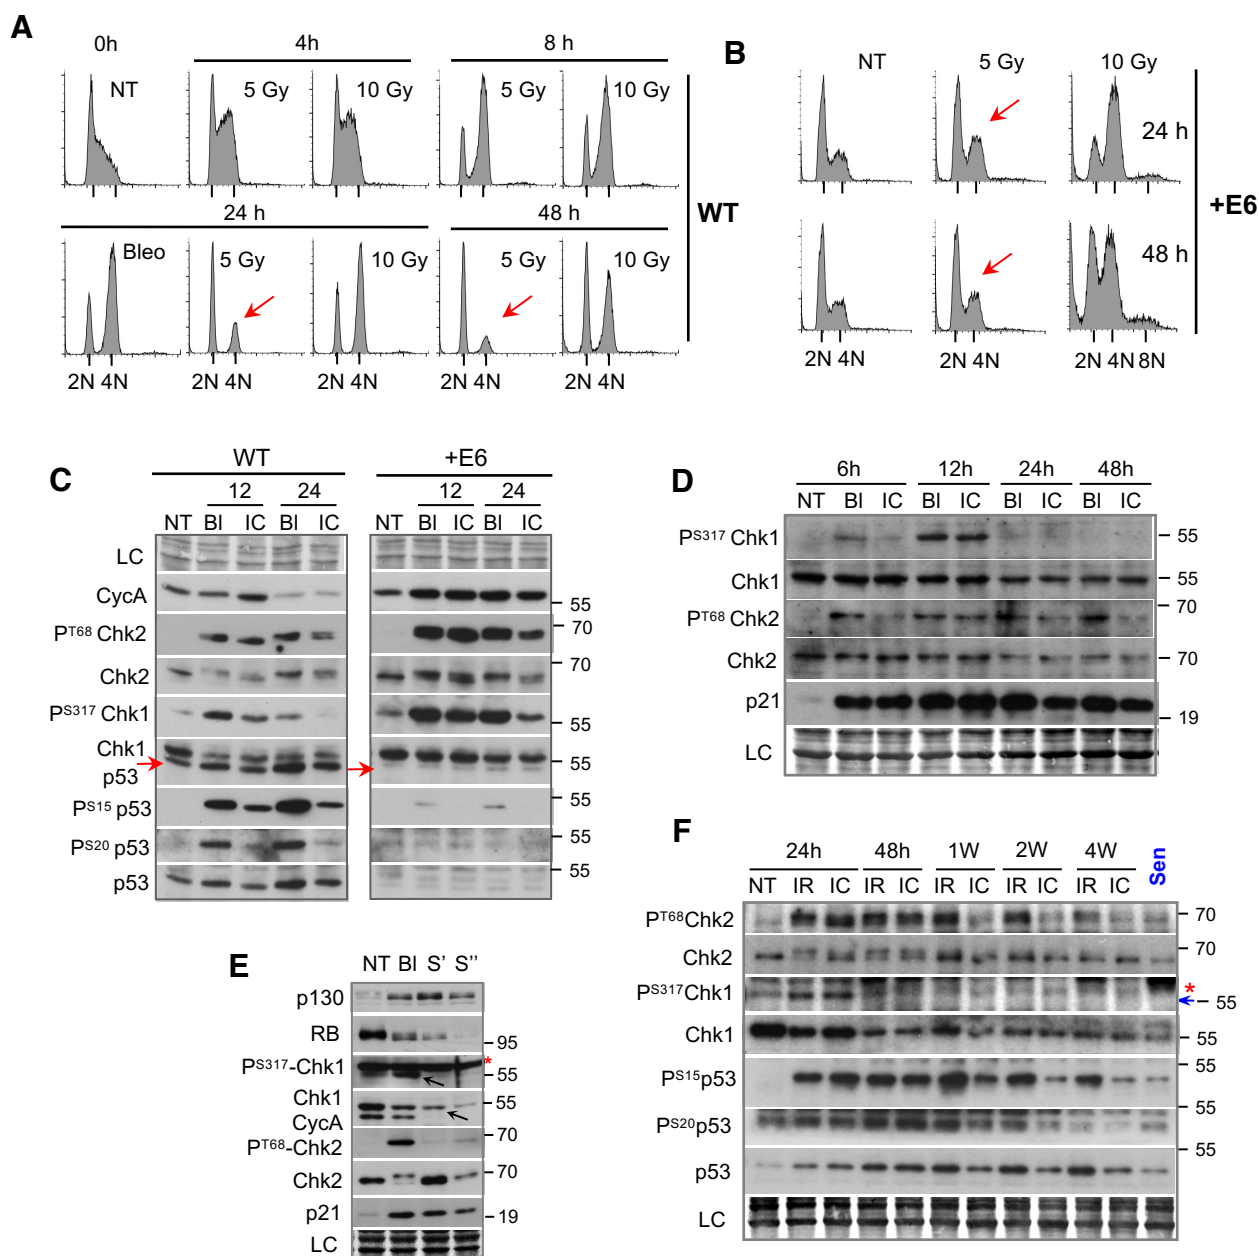 A
0h 4h 8 h
NT 5 Gy 10 Gy 5 Gy 10 Gy
24 h 48 h
WT
Bleo 5 Gy 10 Gy 5 Gy 10 Gy
2N 4N 2N 4N 2N 4N 2N 4N 2N 4N
B
NT 5 Gy 10 Gy
24 h
+E6
48 h
2N 4N 2N 4N 2N 4N 8N
C
WT +E6
12 24 12 24
NT Bl IC Bl IC NT Bl IC Bl IC
LC
CycA 55
PT68 Chk2 70
Chk2 70
PS317 Chk1 55
Chk1 55
p53
PS15 p53 55
PS20 p53 55
p53 55
D
6h 12h 24h 48h
NT Bl IC Bl IC Bl IC Bl IC
PS317 Chk1 55
Chk1 55
PT68 Chk2 70
Chk2 70
p21 19
LC
E
NT Bl S' S''
p130
RB 95
PS317-Chk1 * 55
Chk1 55
CycA
PT68-Chk2 70
Chk2 70
p21 19
LC
F
24h 48h 1W 2W 4W Sen
NT IR IC IR IC IR IC IR IC IR IC
PT68Chk2 70
Chk2 70
PS317Chk1 * 55
Chk1 55
PS15p53 55
PS20p53 55
p53 55
LC